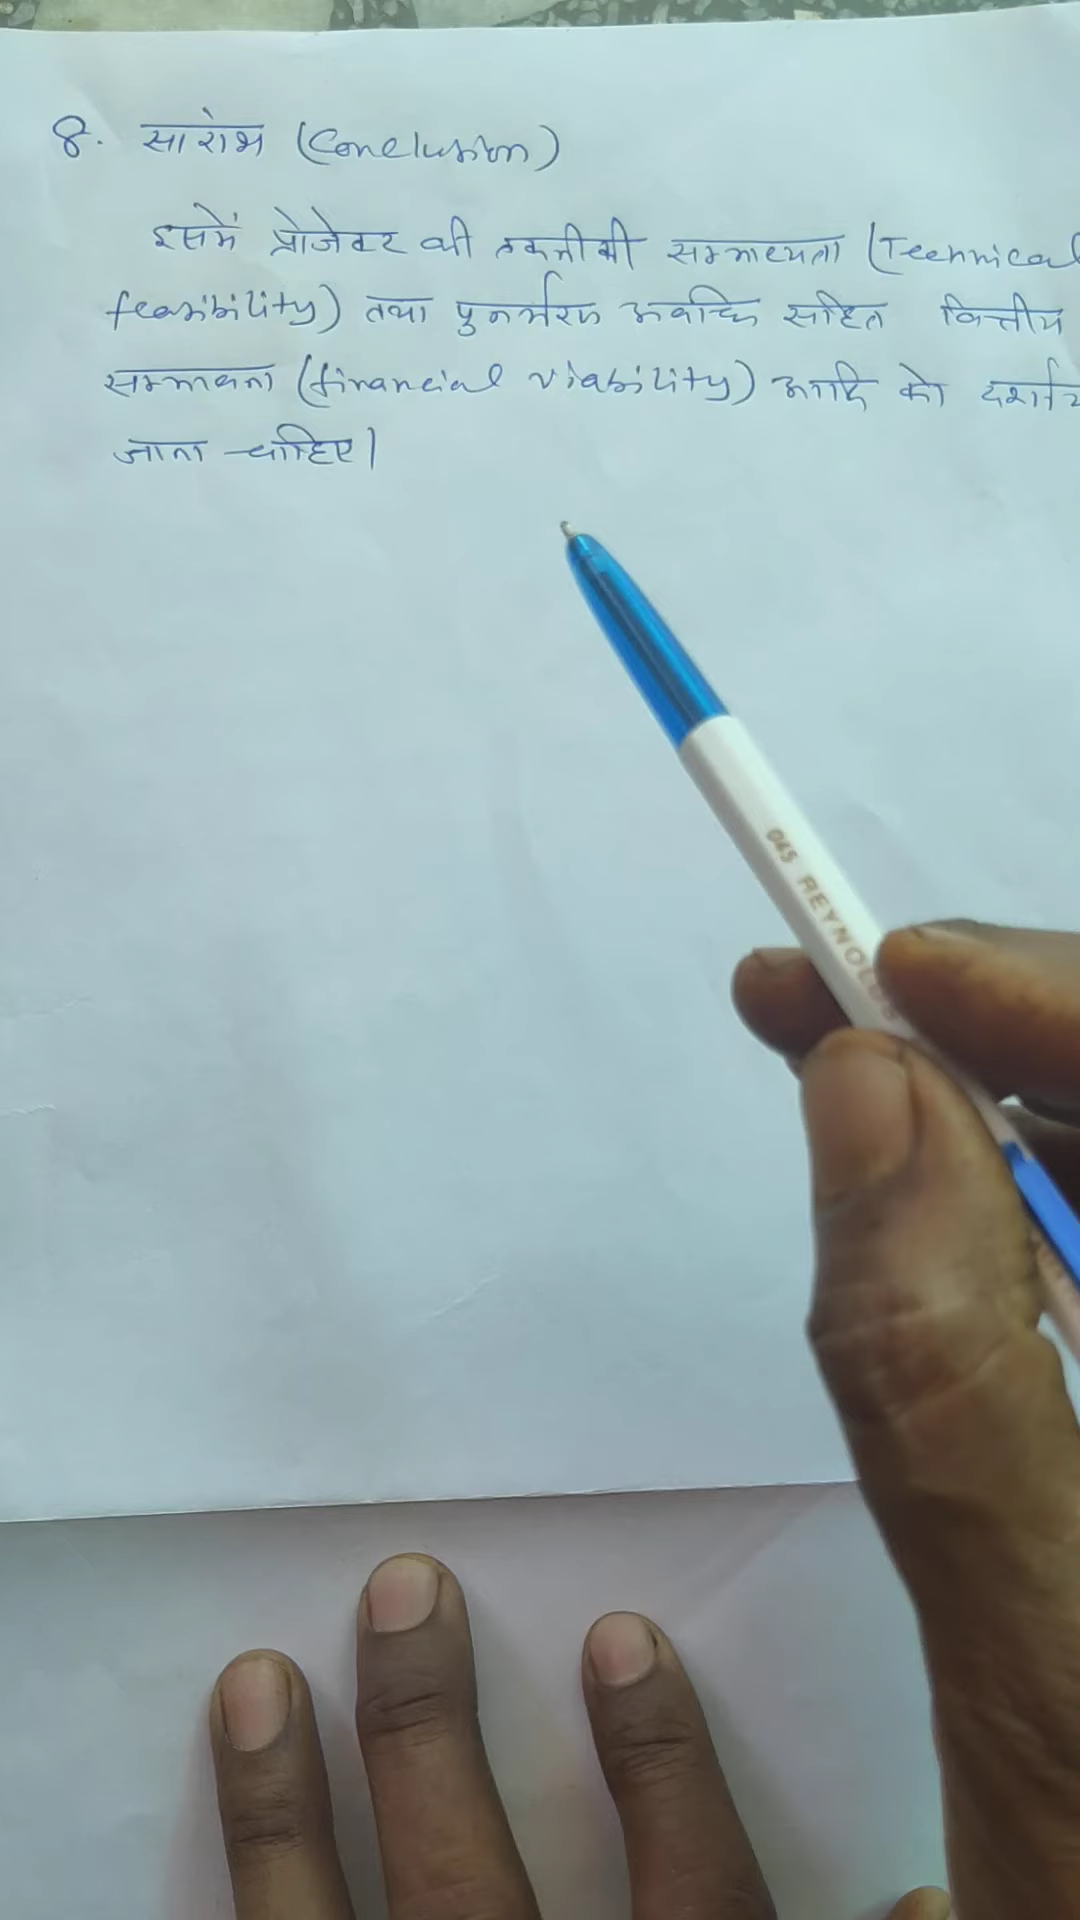 8. सारांश (Conclusion)
इसमें प्रोजेक्ट की तकनीकी सम्भाव्यता (Technical
feasibility) तथा पुनर्भरण अवधि सहित वित्तीय
सम्भावना (financial viability) आदि को दर्शाय
जाना चाहिए।
045 REYNOLDS